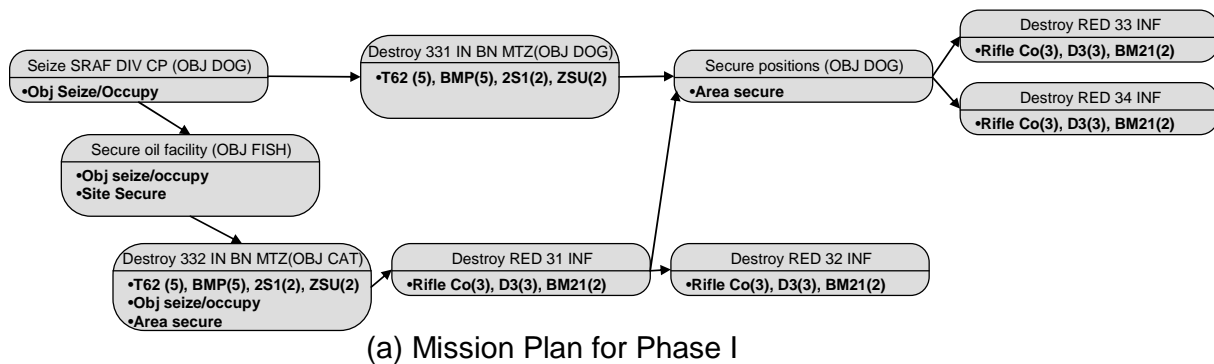 Seize SRAF DIV CP (OBJ DOG)
•Obj Seize/Occupy
Destroy 331 IN BN MTZ(OBJ DOG)
•T62 (5), BMP(5), 2S1(2), ZSU(2)
Secure positions (OBJ DOG)
•Area secure
Destroy RED 33 INF
•Rifle Co(3), D3(3), BM21(2)
Destroy RED 34 INF
•Rifle Co(3), D3(3), BM21(2)
Secure oil facility (OBJ FISH)
•Obj seize/occupy
•Site Secure
Destroy 332 IN BN MTZ(OBJ CAT)
•T62 (5), BMP(5), 2S1(2), ZSU(2)
•Obj seize/occupy
•Area secure
Destroy RED 31 INF
•Rifle Co(3), D3(3), BM21(2)
Destroy RED 32 INF
•Rifle Co(3), D3(3), BM21(2)
(a) Mission Plan for Phase I